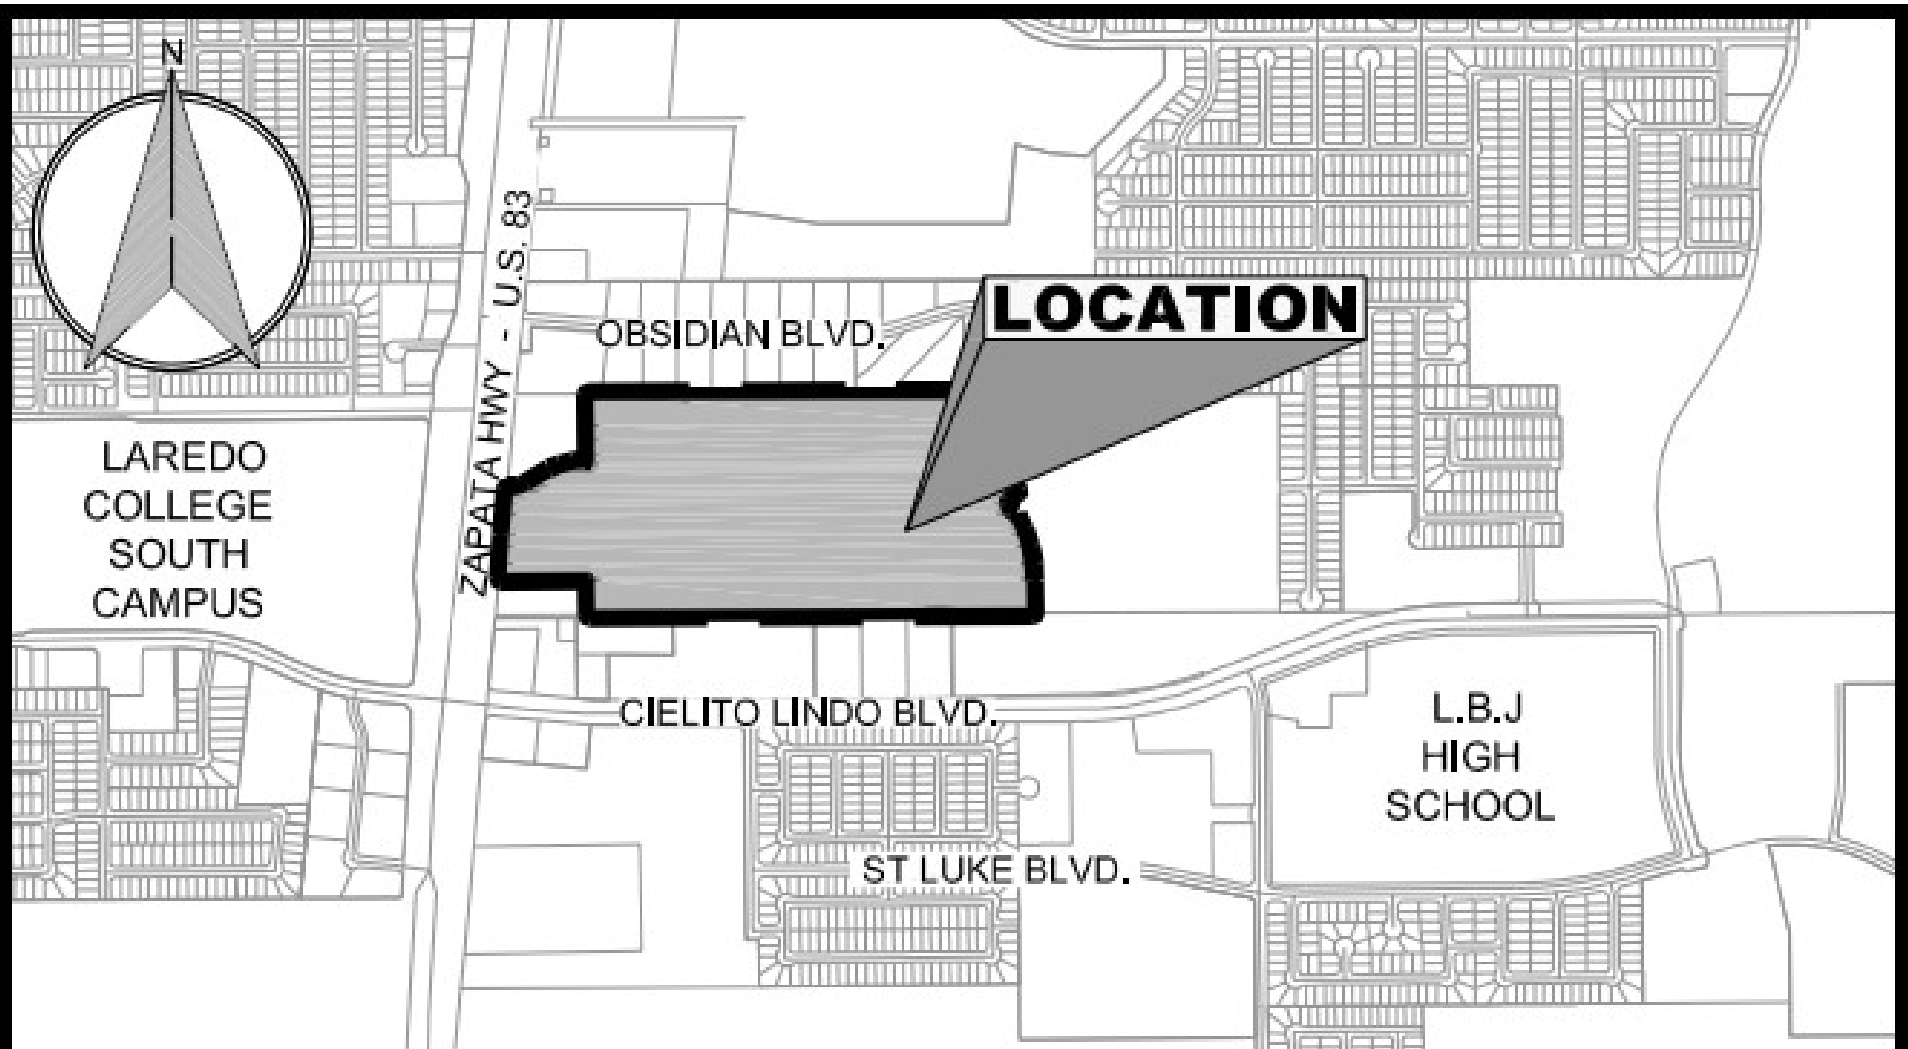 N
ZAPATA HWY - U.S. 83
OBSIDIAN BLVD.
LOCATION
LAREDO
COLLEGE
SOUTH
CAMPUS
CIELITO LINDO BLVD.
L.B.J
HIGH
SCHOOL
ST LUKE BLVD.